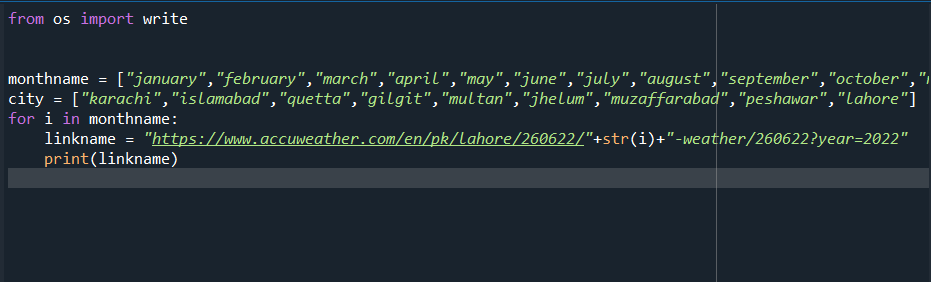 from os import write
monthname = ["january","february","march","april","may","june","july","august","september","october","
city = ["karachi","islamabad","quetta","gilgit","multan","jhelum","muzaffarabad","peshawar","lahore"]
for i in monthname:
    linkname = "https://www.accuweather.com/en/pk/lahore/260622/"+str(i)+"-weather/260622?year=2022"
    print(linkname)